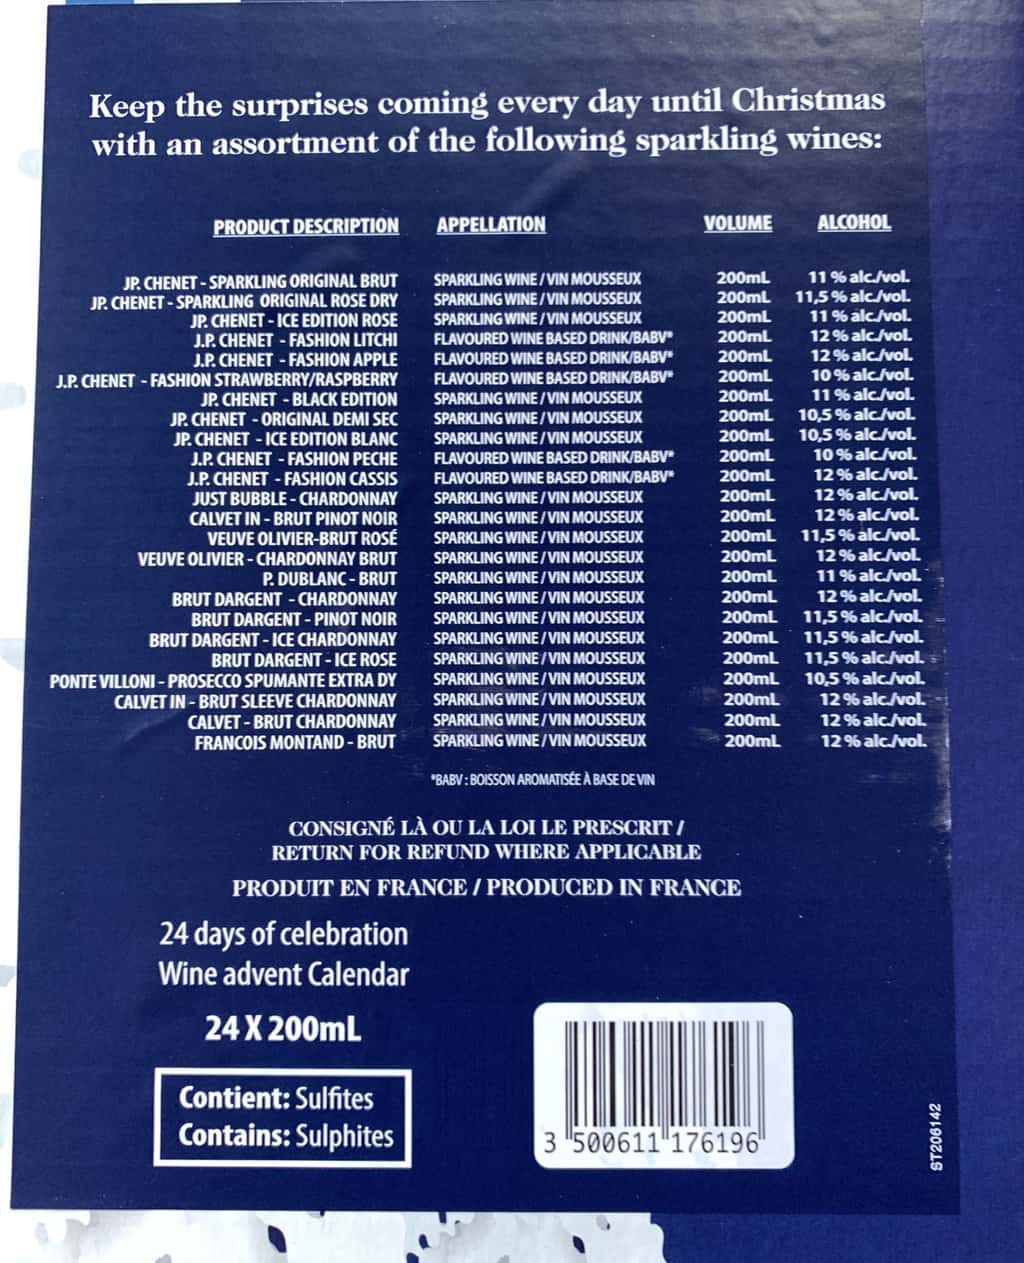 Keep the surprises coming every day until Christmas
with an assortment of the following sparkling wines:
PRODUCT DESCRIPTION APPELLATION VOLUME ALCOHOL
JP. CHENET - SPARKLING ORIGINAL BRUT SPARKLING WINE / VIN MOUSSEUX 200mL 11 % alc./vol.
JP. CHENET - SPARKLING ORIGINAL ROSE DRY SPARKLING WINE / VIN MOUSSEUX 200mL 11,5 % alc./vol.
JP. CHENET - ICE EDITION ROSE SPARKLING WINE / VIN MOUSSEUX 200mL 11 % alc./vol.
J.P. CHENET - FASHION LITCHI FLAVOURED WINE BASED DRINK/BABV* 200mL 12 % alc./vol.
J.P. CHENET - FASHION APPLE FLAVOURED WINE BASED DRINK/BABV* 200mL 12 % alc./vol.
J.P. CHENET - FASHION STRAWBERRY/RASPBERRY FLAVOURED WINE BASED DRINK/BABV* 200mL 10 % alc./vol.
JP. CHENET - BLACK EDITION SPARKLING WINE / VIN MOUSSEUX 200mL 11 % alc./vol.
JP. CHENET - ORIGINAL DEMI SEC SPARKLING WINE / VIN MOUSSEUX 200mL 10,5 % alc./vol.
JP. CHENET - ICE EDITION BLANC SPARKLING WINE / VIN MOUSSEUX 200mL 10,5 % alc./vol.
J.P. CHENET - FASHION PECHE FLAVOURED WINE BASED DRINK/BABV* 200mL 10 % alc./vol.
J.P. CHENET - FASHION CASSIS FLAVOURED WINE BASED DRINK/BABV* 200mL 12 % alc./vol.
JUST BUBBLE - CHARDONNAY SPARKLING WINE / VIN MOUSSEUX 200mL 12 % alc./vol.
CALVET IN - BRUT PINOT NOIR SPARKLING WINE / VIN MOUSSEUX 200mL 12 % alc./vol.
VEUVE OLIVIER-BRUT ROSÉ SPARKLING WINE / VIN MOUSSEUX 200mL 11,5 % alc./vol.
VEUVE OLIVIER - CHARDONNAY BRUT SPARKLING WINE / VIN MOUSSEUX 200mL 12 % alc./vol.
P. DUBLANC - BRUT SPARKLING WINE / VIN MOUSSEUX 200mL 11 % alc./vol.
BRUT DARGENT - CHARDONNAY SPARKLING WINE / VIN MOUSSEUX 200mL 12 % alc./vol.
BRUT DARGENT - PINOT NOIR SPARKLING WINE / VIN MOUSSEUX 200mL 11,5 % alc./vol.
BRUT DARGENT - ICE CHARDONNAY SPARKLING WINE / VIN MOUSSEUX 200mL 11,5 % alc./vol.
BRUT DARGENT - ICE ROSE SPARKLING WINE / VIN MOUSSEUX 200mL 11,5 % alc./vol.
PONTE VILLONI - PROSECCO SPUMANTE EXTRA DY SPARKLING WINE / VIN MOUSSEUX 200mL 10,5 % alc./vol.
CALVET IN - BRUT SLEEVE CHARDONNAY SPARKLING WINE / VIN MOUSSEUX 200mL 12 % alc./vol.
CALVET - BRUT CHARDONNAY SPARKLING WINE / VIN MOUSSEUX 200mL 12 % alc./vol.
FRANCOIS MONTAND - BRUT SPARKLING WINE / VIN MOUSSEUX 200mL 12 % alc./vol.
*BABV : BOISSON AROMATISÉE À BASE DE VIN
CONSIGNÉ LÀ OU LA LOI LE PRESCRIT /
RETURN FOR REFUND WHERE APPLICABLE
PRODUIT EN FRANCE / PRODUCED IN FRANCE
24 days of celebration
Wine advent Calendar
24 X 200mL
Contient: Sulfites
Contains: Sulphites
3 500611 176196
ST206142